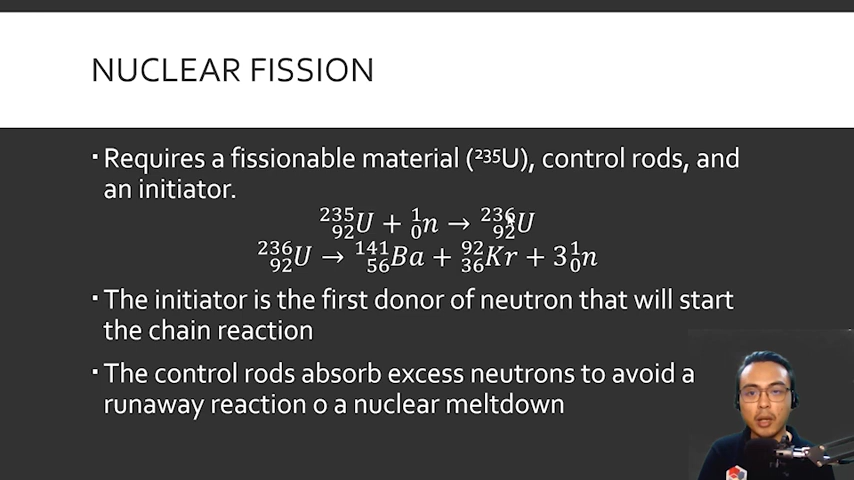 NUCLEAR FISSION
▪ Requires a fissionable material (²³⁵U), control rods, and
an initiator.
²³⁵₉₂U + ¹₀n → ²³⁶₉₂U
²³⁶₉₂U → ¹⁴¹₅₆Ba + ⁹²₃₆Kr + 3¹₀n
▪ The initiator is the first donor of neutron that will start
the chain reaction
▪ The control rods absorb excess neutrons to avoid a
runaway reaction o a nuclear meltdown